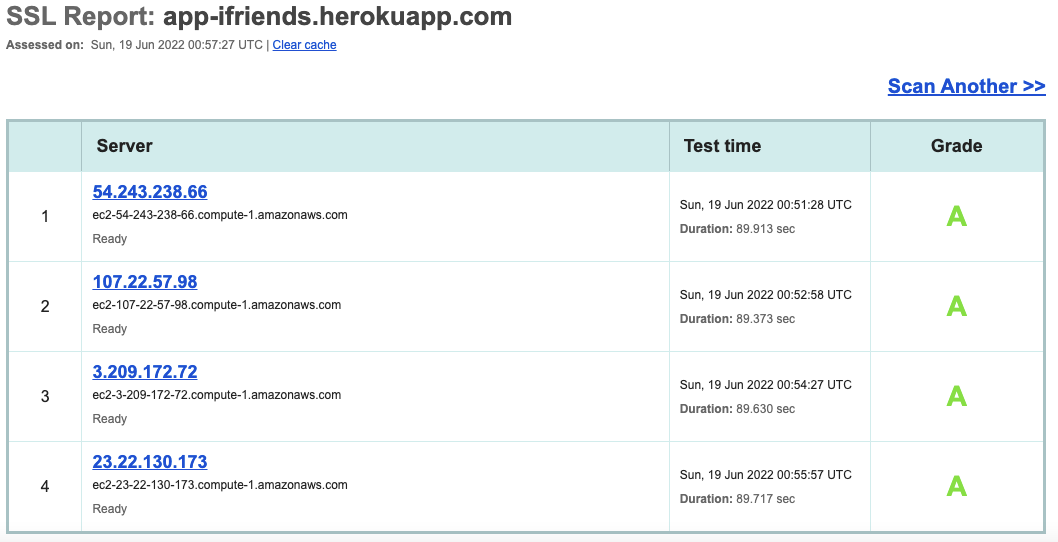 SSL Report: app-ifriends.herokuapp.com
Assessed on: Sun, 19 Jun 2022 00:57:27 UTC | Clear cache
Scan Another >>
Server Test time Grade
1
54.243.238.66
ec2-54-243-238-66.compute-1.amazonaws.com
Ready
Sun, 19 Jun 2022 00:51:28 UTC
Duration: 89.913 sec
A
2
107.22.57.98
ec2-107-22-57-98.compute-1.amazonaws.com
Ready
Sun, 19 Jun 2022 00:52:58 UTC
Duration: 89.373 sec
A
3
3.209.172.72
ec2-3-209-172-72.compute-1.amazonaws.com
Ready
Sun, 19 Jun 2022 00:54:27 UTC
Duration: 89.630 sec
A
4
23.22.130.173
ec2-23-22-130-173.compute-1.amazonaws.com
Ready
Sun, 19 Jun 2022 00:55:57 UTC
Duration: 89.717 sec
A